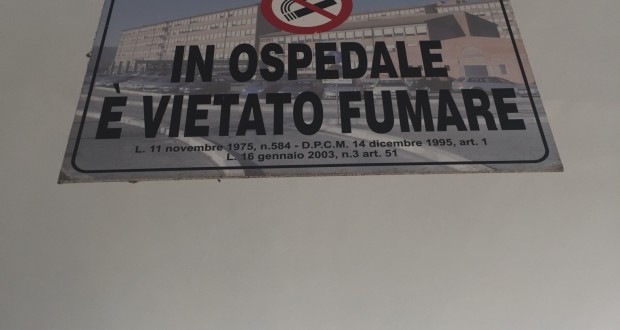 IN OSPEDALE
È VIETATO FUMARE
L. 11 novembre 1975, n.584 - D.P.C.M. 14 dicembre 1995, art. 1
L. 16 gennaio 2003, n.3 art. 51